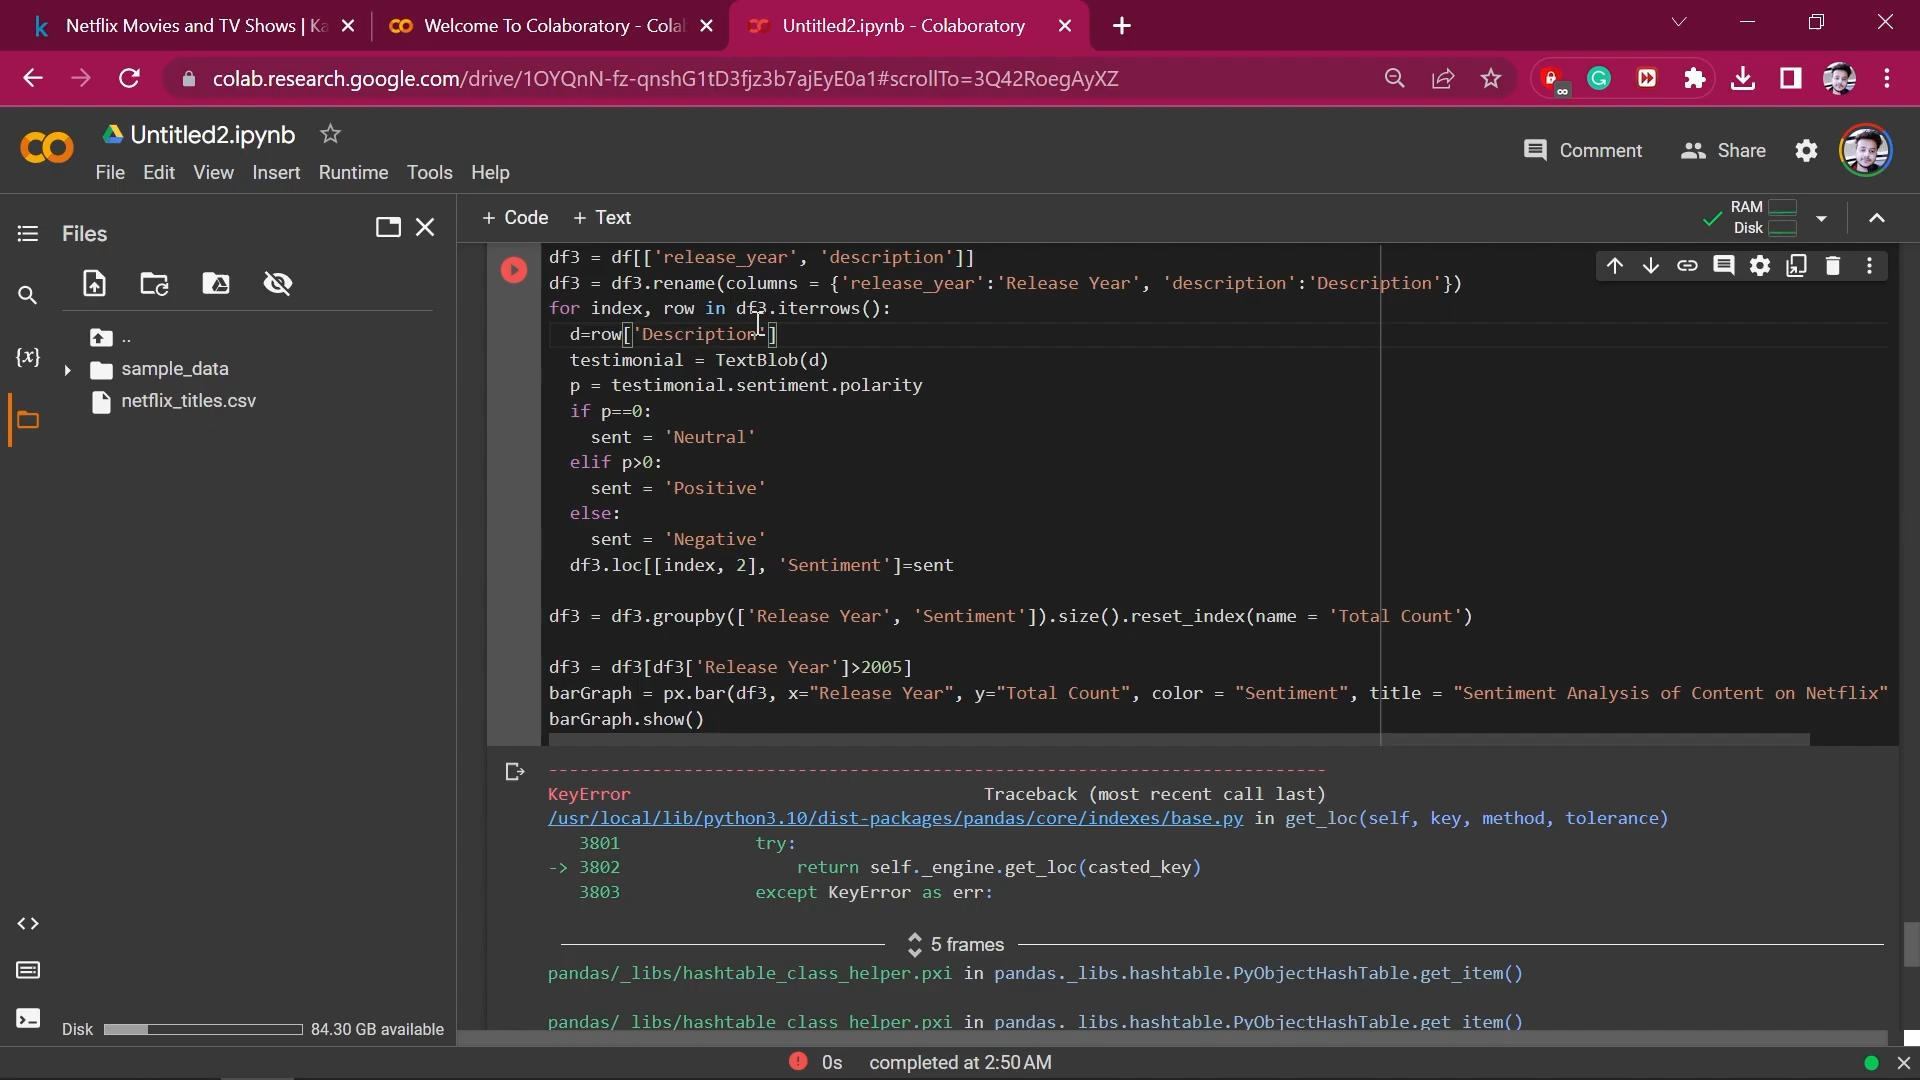 Netflix Movies and TV Shows | Ka
Welcome To Colaboratory - Colab
Untitled2.ipynb - Colaboratory
colab.research.google.com/drive/1OYQnN-fz-qnshG1tD3fjz3b7ajEyE0a1#scrollTo=3Q42RoegAyXZ
Untitled2.ipynb
File Edit View Insert Runtime Tools Help
Comment
Share
Files
+ Code + Text
RAM
Disk
..
sample_data
netflix_titles.csv
df3 = df[['release_year', 'description']]
df3 = df3.rename(columns = {'release_year':'Release Year', 'description':'Description'})
for index, row in df3.iterrows():
d=row['Description']
testimonial = TextBlob(d)
p = testimonial.sentiment.polarity
if p==0:
sent = 'Neutral'
elif p>0:
sent = 'Positive'
else:
sent = 'Negative'
df3.loc[[index, 2], 'Sentiment']=sent
df3 = df3.groupby(['Release Year', 'Sentiment']).size().reset_index(name = 'Total Count')
df3 = df3[df3['Release Year']>2005]
barGraph = px.bar(df3, x="Release Year", y="Total Count", color = "Sentiment", title = "Sentiment Analysis of Content on Netflix"
barGraph.show()
---------------------------------------------------------------------------
KeyError Traceback (most recent call last)
/usr/local/lib/python3.10/dist-packages/pandas/core/indexes/base.py in get_loc(self, key, method, tolerance)
3801 try:
-> 3802 return self._engine.get_loc(casted_key)
3803 except KeyError as err:
5 frames
pandas/_libs/hashtable_class_helper.pxi in pandas._libs.hashtable.PyObjectHashTable.get_item()
pandas/_libs/hashtable_class_helper.pxi in pandas._libs.hashtable.PyObjectHashTable.get_item()
Disk 84.30 GB available
0s completed at 2:50 AM